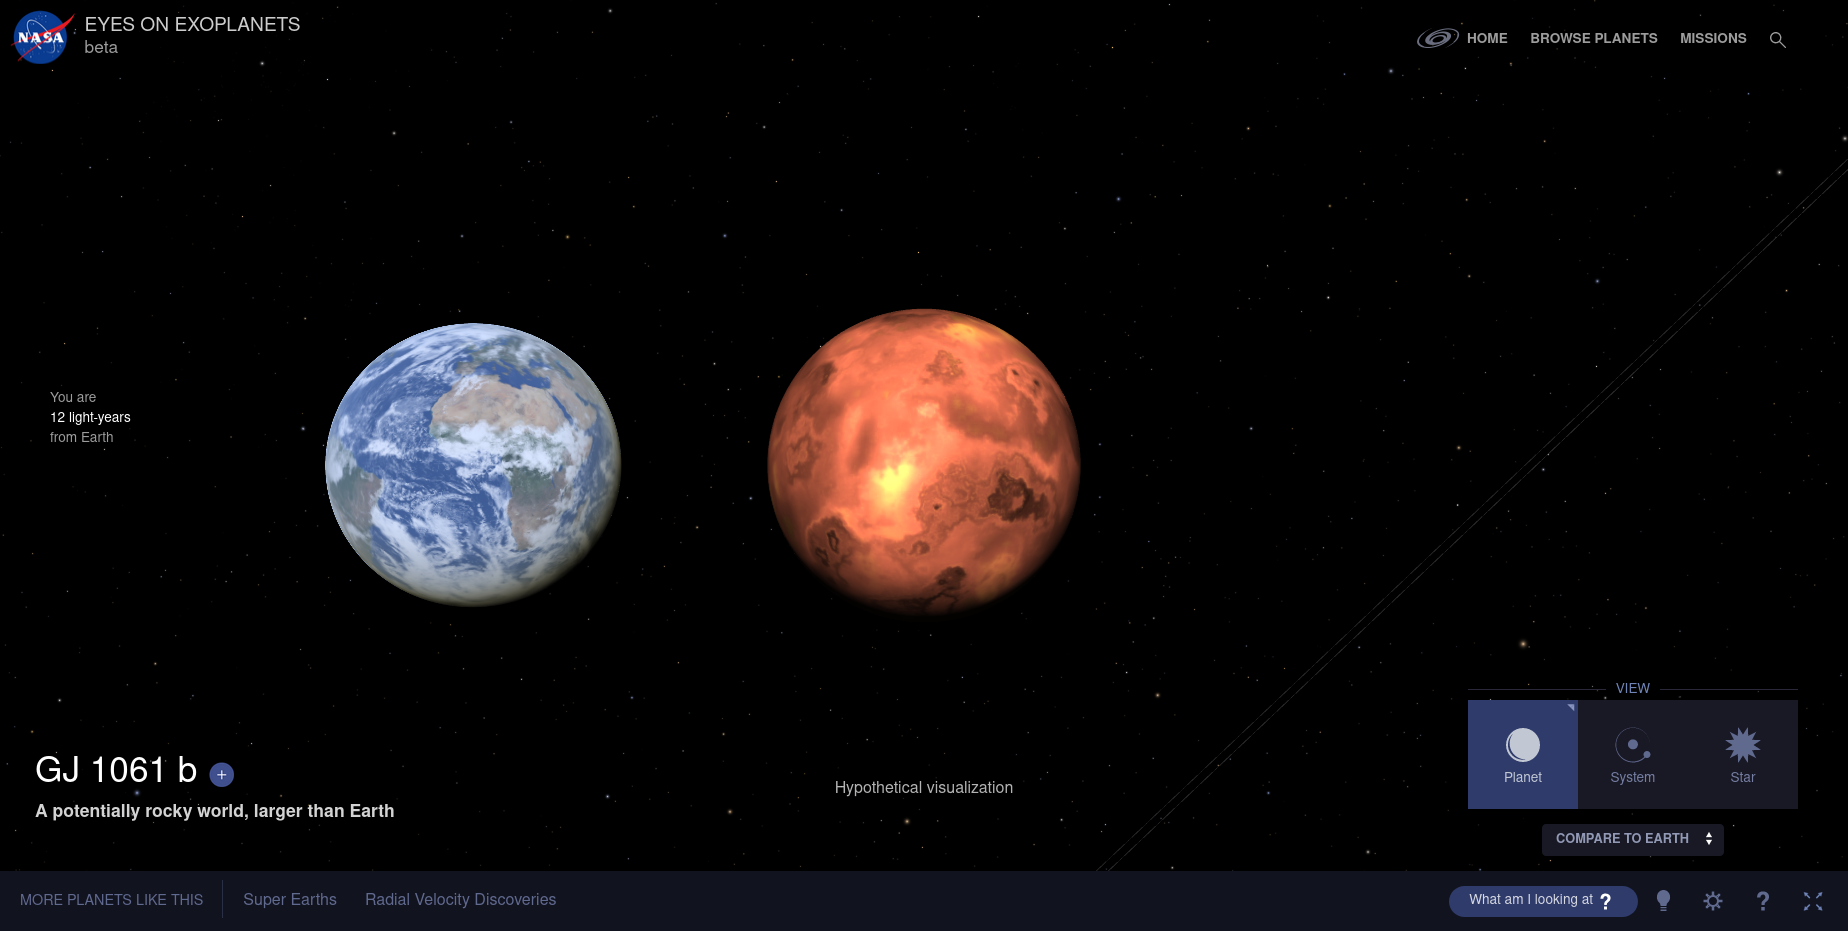 NASA
EYES ON EXOPLANETS
beta
HOME
BROWSE PLANETS
MISSIONS
You are
12 light-years
from Earth
VIEW
Planet
System
Star
GJ 1061 b +
A potentially rocky world, larger than Earth
Hypothetical visualization
COMPARE TO EARTH
MORE PLANETS LIKE THIS
Super Earths
Radial Velocity Discoveries
What am I looking at ?
?